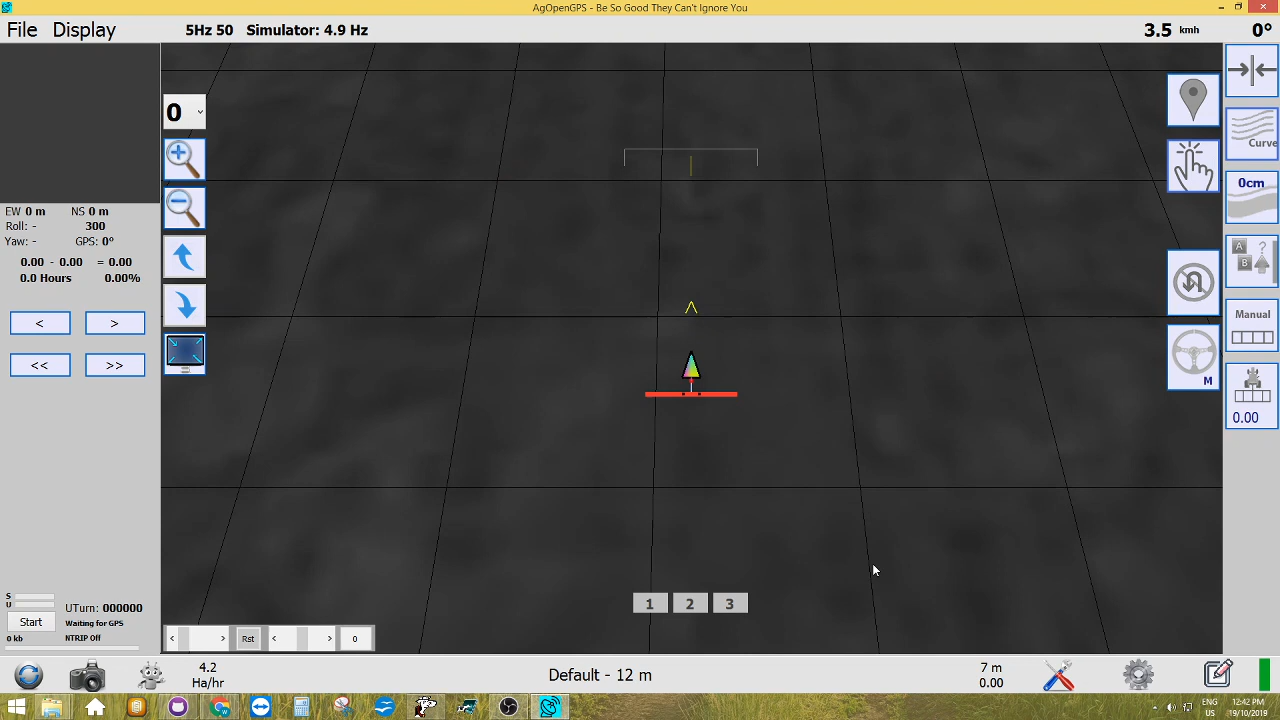 AgOpenGPS - Be So Good They Can't Ignore You
File Display 5Hz 50 Simulator: 4.9 Hz 3.5 kmh 0°
0
Curve
0cm
EW 0 m NS 0 m
Roll: - 300
Yaw: - GPS: 0°
0.00 - 0.00 = 0.00
0.0 Hours 0.00%
A ?
B
< >
Manual
<< >>
M
0.00
1 2 3
S
U
UTurn: 000000
Start Waiting for GPS
0 kb NTRIP Off
< > Rst < > 0
4.2
Ha/hr
Default - 12 m
7 m
0.00
ENG
US
12:42 PM
19/10/2019